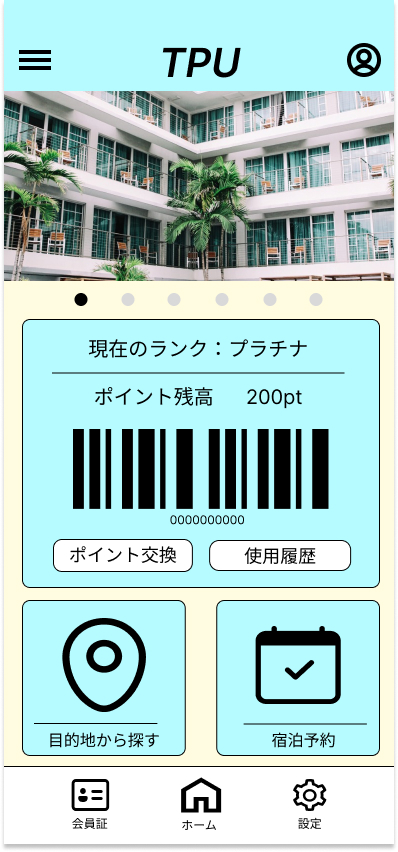 TPU
現在のランク：プラチナ
ポイント残高 200pt
0000000000
ポイント交換 使用履歴
目的地から探す 宿泊予約
会員証 ホーム 設定